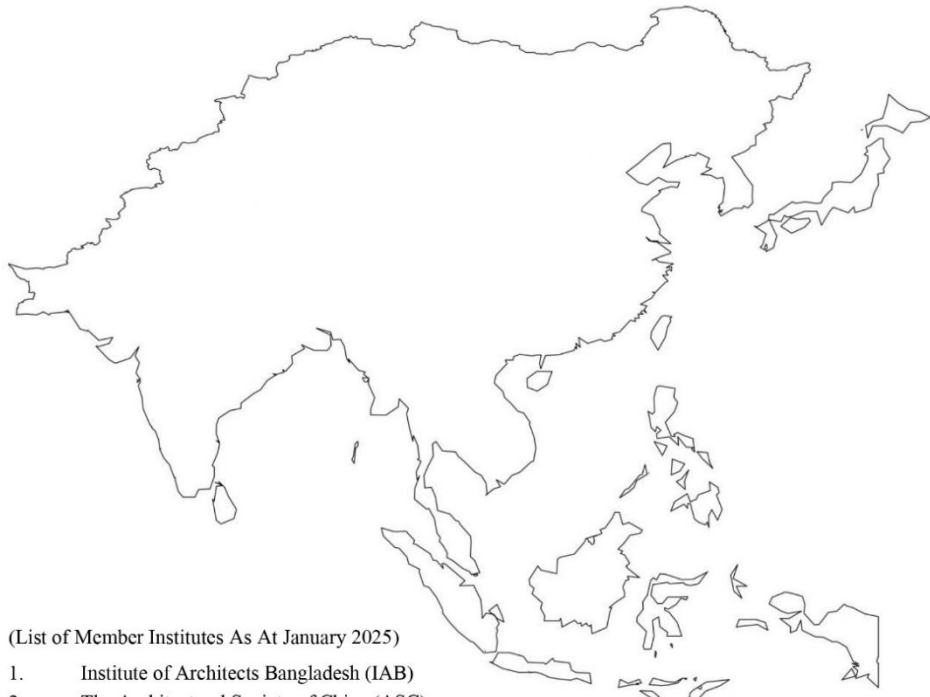 (List of Member Institutes As At January 2025)
1. Institute of Architects Bangladesh (IAB)